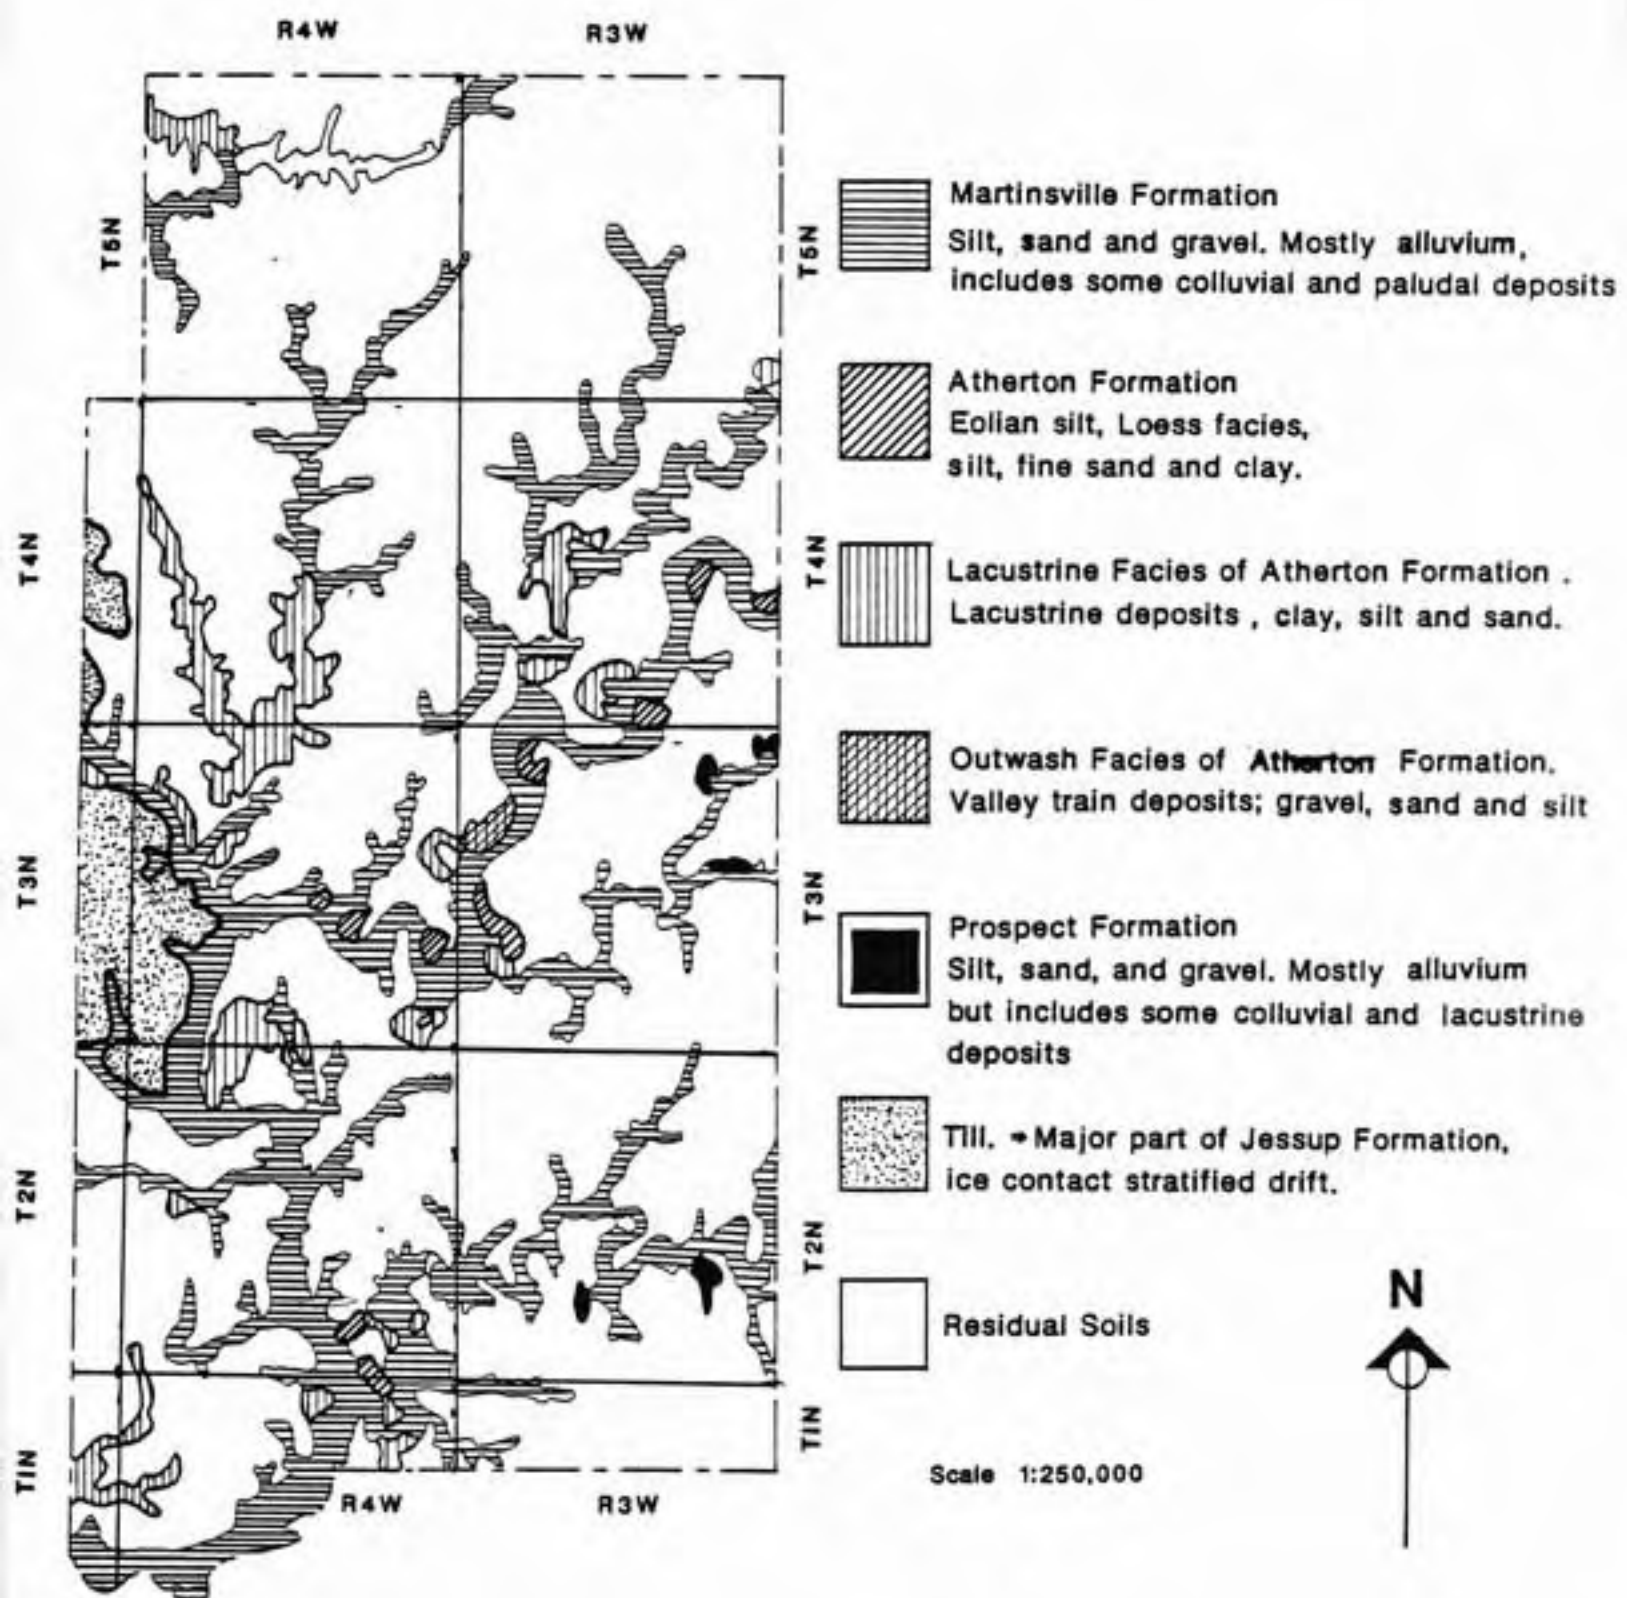 R4W R3W
T5N T5N
Martinsville Formation
Silt, sand and gravel. Mostly alluvium,
includes some colluvial and paludal deposits
Atherton Formation
Eolian silt, Loess facies,
silt, fine sand and clay.
T4N T4N
Lacustrine Facies of Atherton Formation .
Lacustrine deposits , clay, silt and sand.
Outwash Facies of Atherton Formation.
Valley train deposits; gravel, sand and silt
T3N T3N
Prospect Formation
Silt, sand, and gravel. Mostly alluvium
but includes some colluvial and lacustrine
deposits
Till. Major part of Jessup Formation,
ice contact stratified drift.
T2N T2N
N
Residual Soils
T1N T1N
Scale 1:250,000
R4W R3W